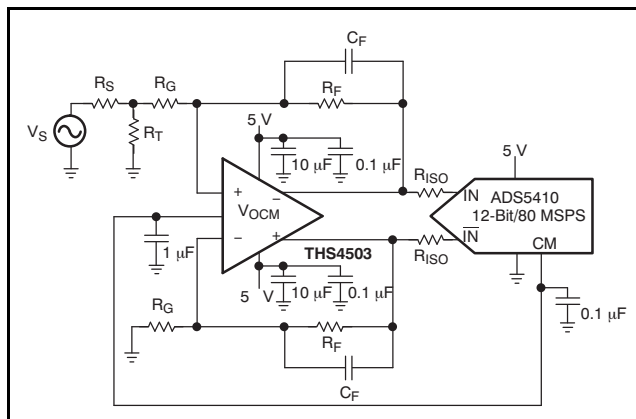 C_F
R_S
R_G
R_F
V_S
R_T
5 V
10 µF
0.1 µF
5 V
R_ISO
IN
ADS5410
12-Bit/80 MSPS
IN
CM
+
−
V_OCM
−
+
THS4503
R_ISO
1 µF
5 V
10 µF
0.1 µF
R_G
R_F
C_F
0.1 µF